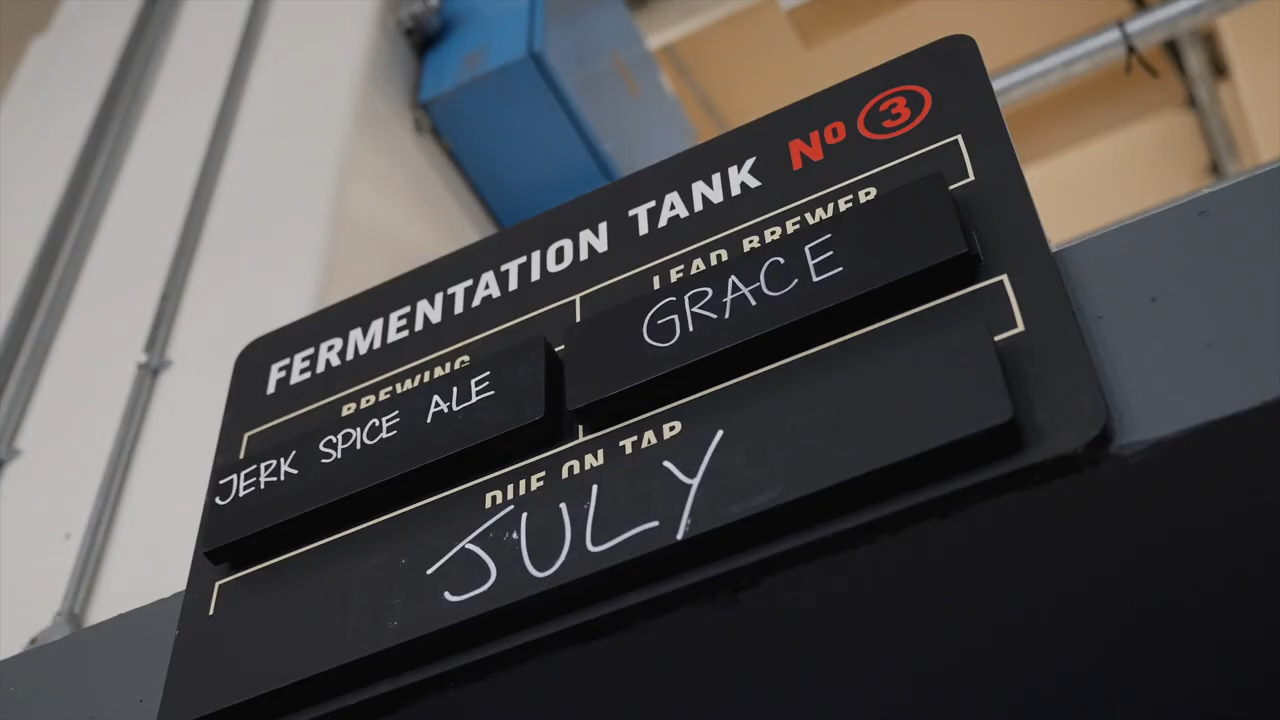 FERMENTATION TANK Nº 3
BREWING
JERK SPICE ALE
LEAD BREWER
GRACE
DUE ON TAP
JULY